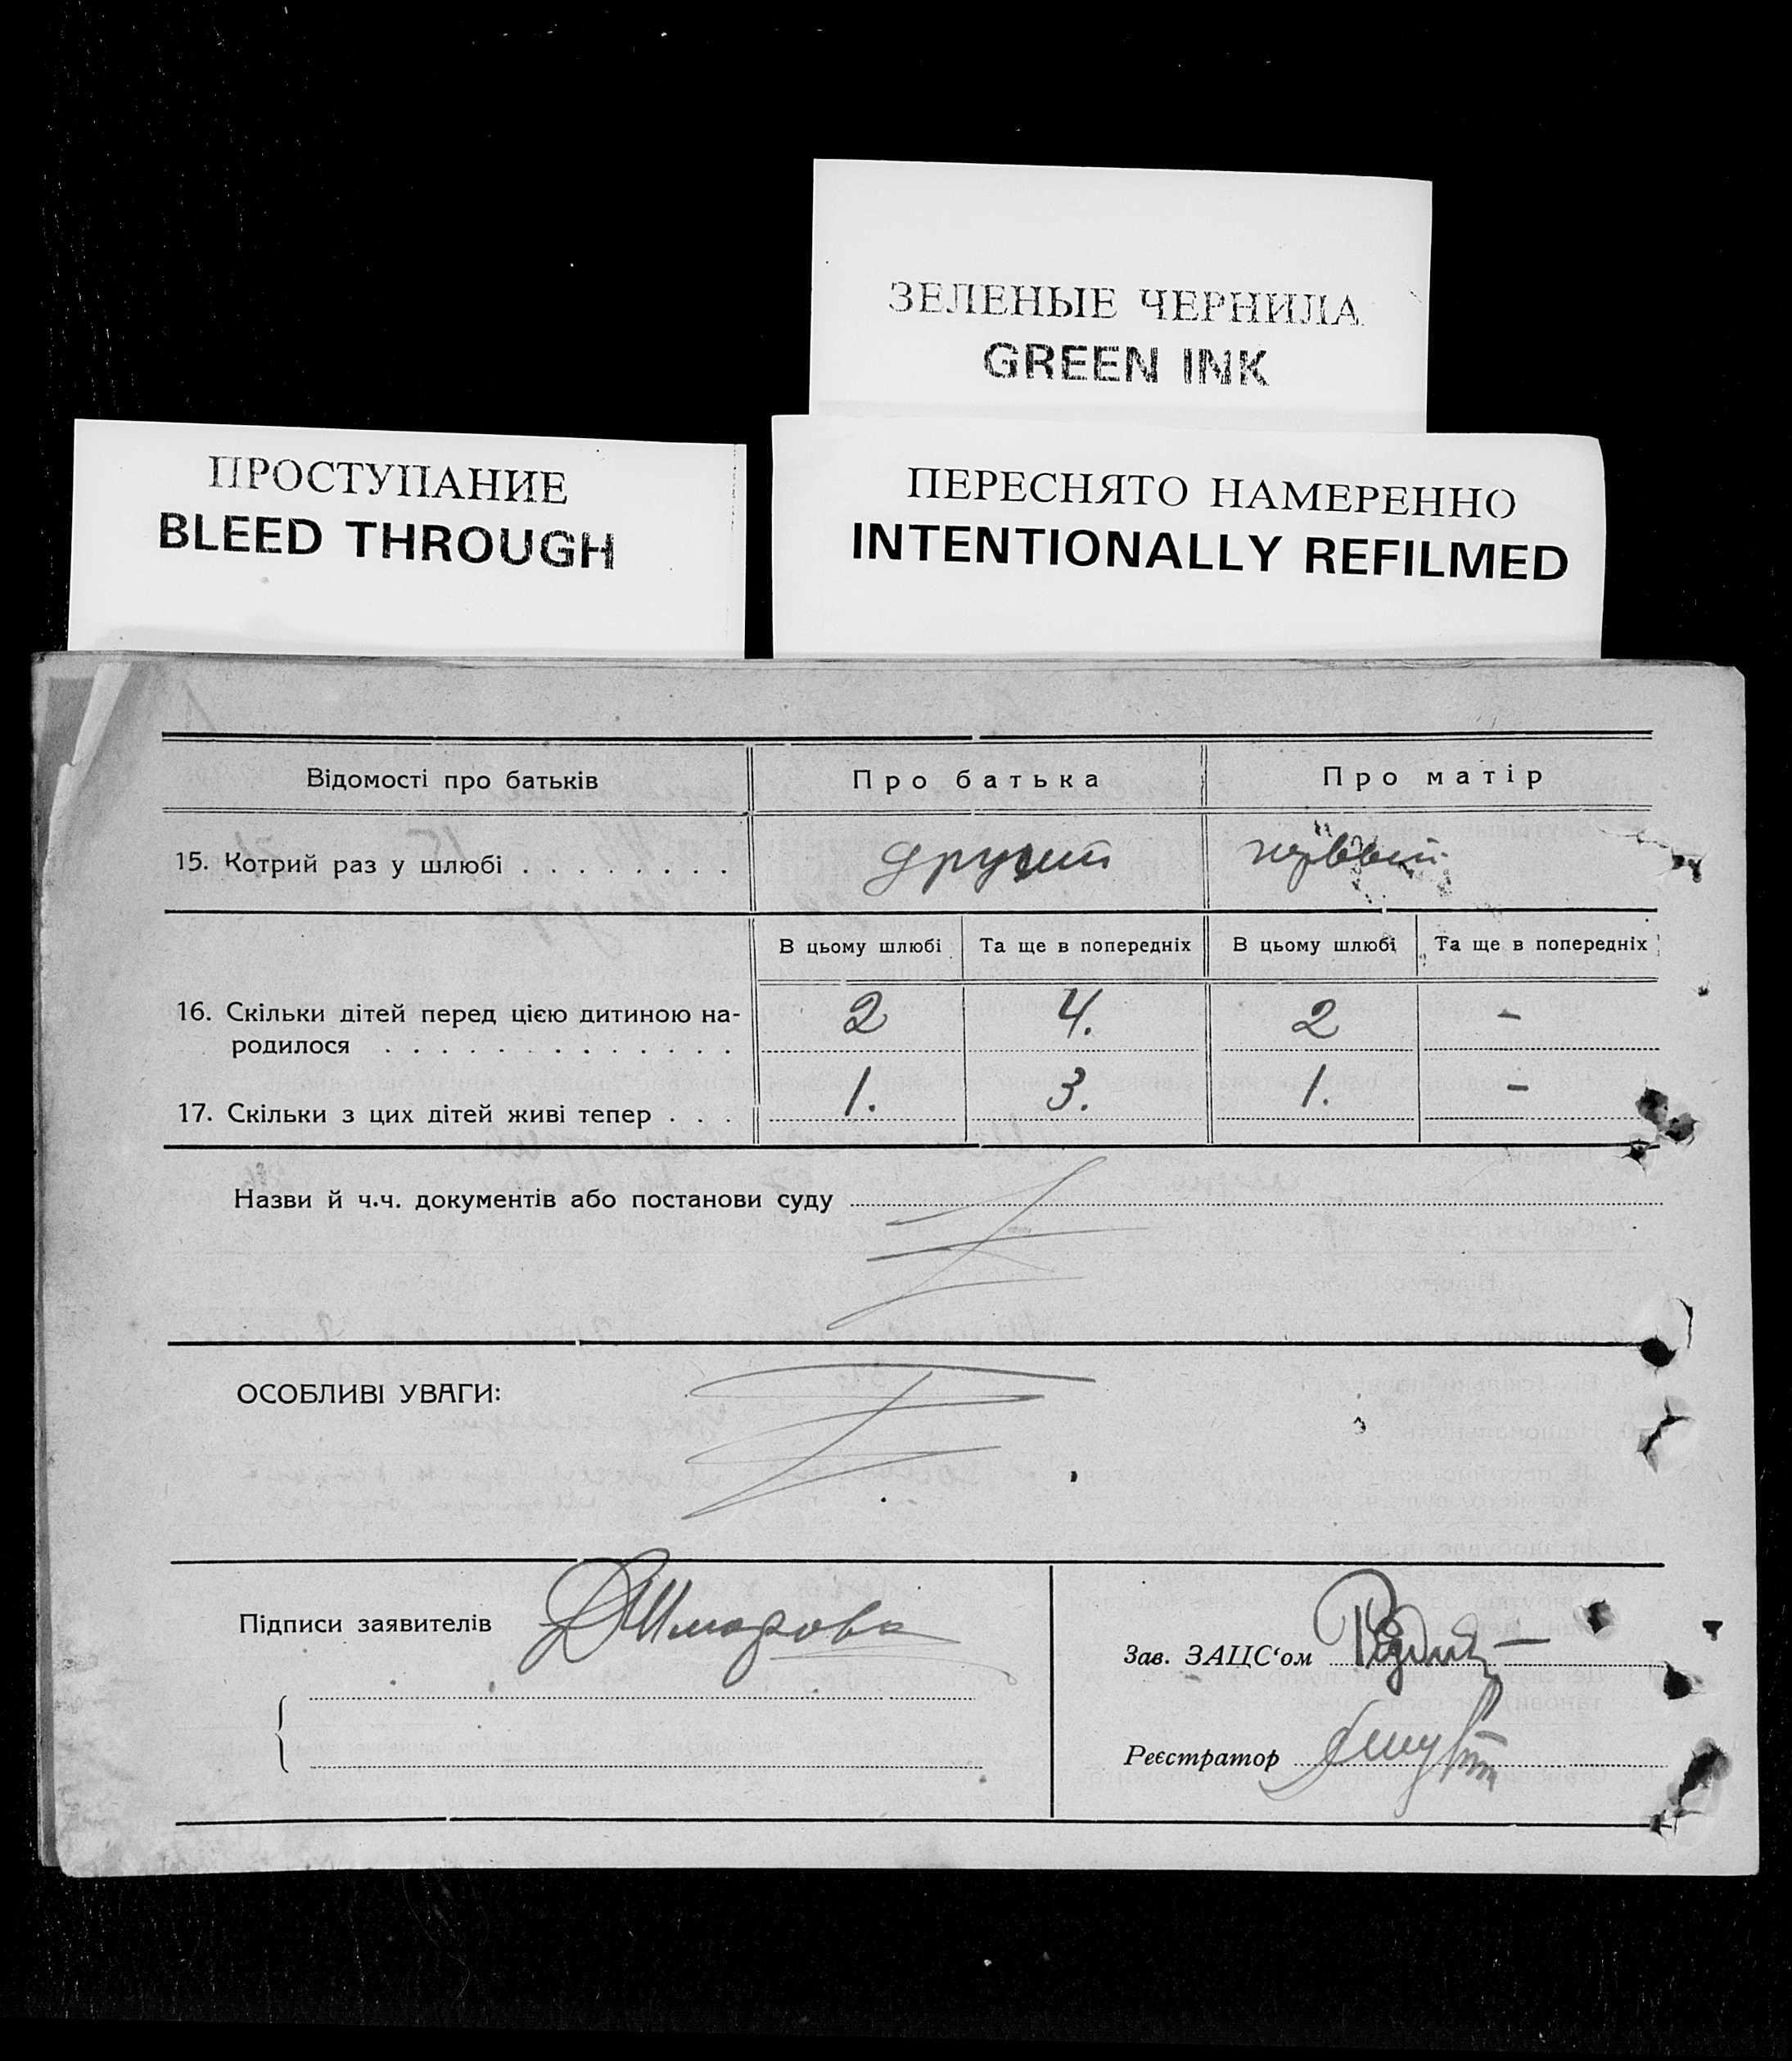 ЗЕЛЕНЫЕ ЧЕРНИЛА
GREEN INK
ПРОСТУПАНИЕ
BLEED THROUGH
ПЕРЕСНЯТО НАМЕРЕННО
INTENTIONALLY REFILMED
Відомості про батьків Про батька Про матір
15. Котрий раз у шлюбі . . . . . . . . другий
В цьому шлюбі Та ще в попередніх В цьому шлюбі Та ще в попередніх
16. Скільки дітей перед цією дитиною на- 2 4. 2 -
родилося . . . . . . . . . . . . .
17. Скільки з цих дітей живі тепер . . . 1. 3. 1. -
Назви й ч.ч. документів або постанови суду
ОСОБЛИВІ УВАГИ:
Підписи заявителів ДШмарова
Зав. ЗАЦС‘ом
Реєстратор